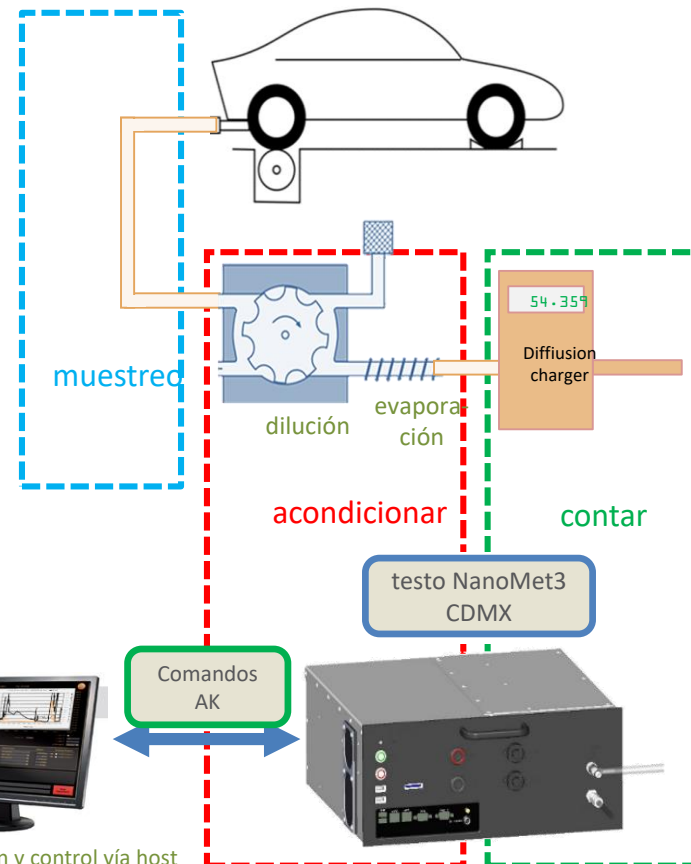 54.359
Diffiusion
charger
muestreo
dilución
evapora-
ción
acondicionar
contar
testo NanoMet3
CDMX
Comandos
AK
y control vía host